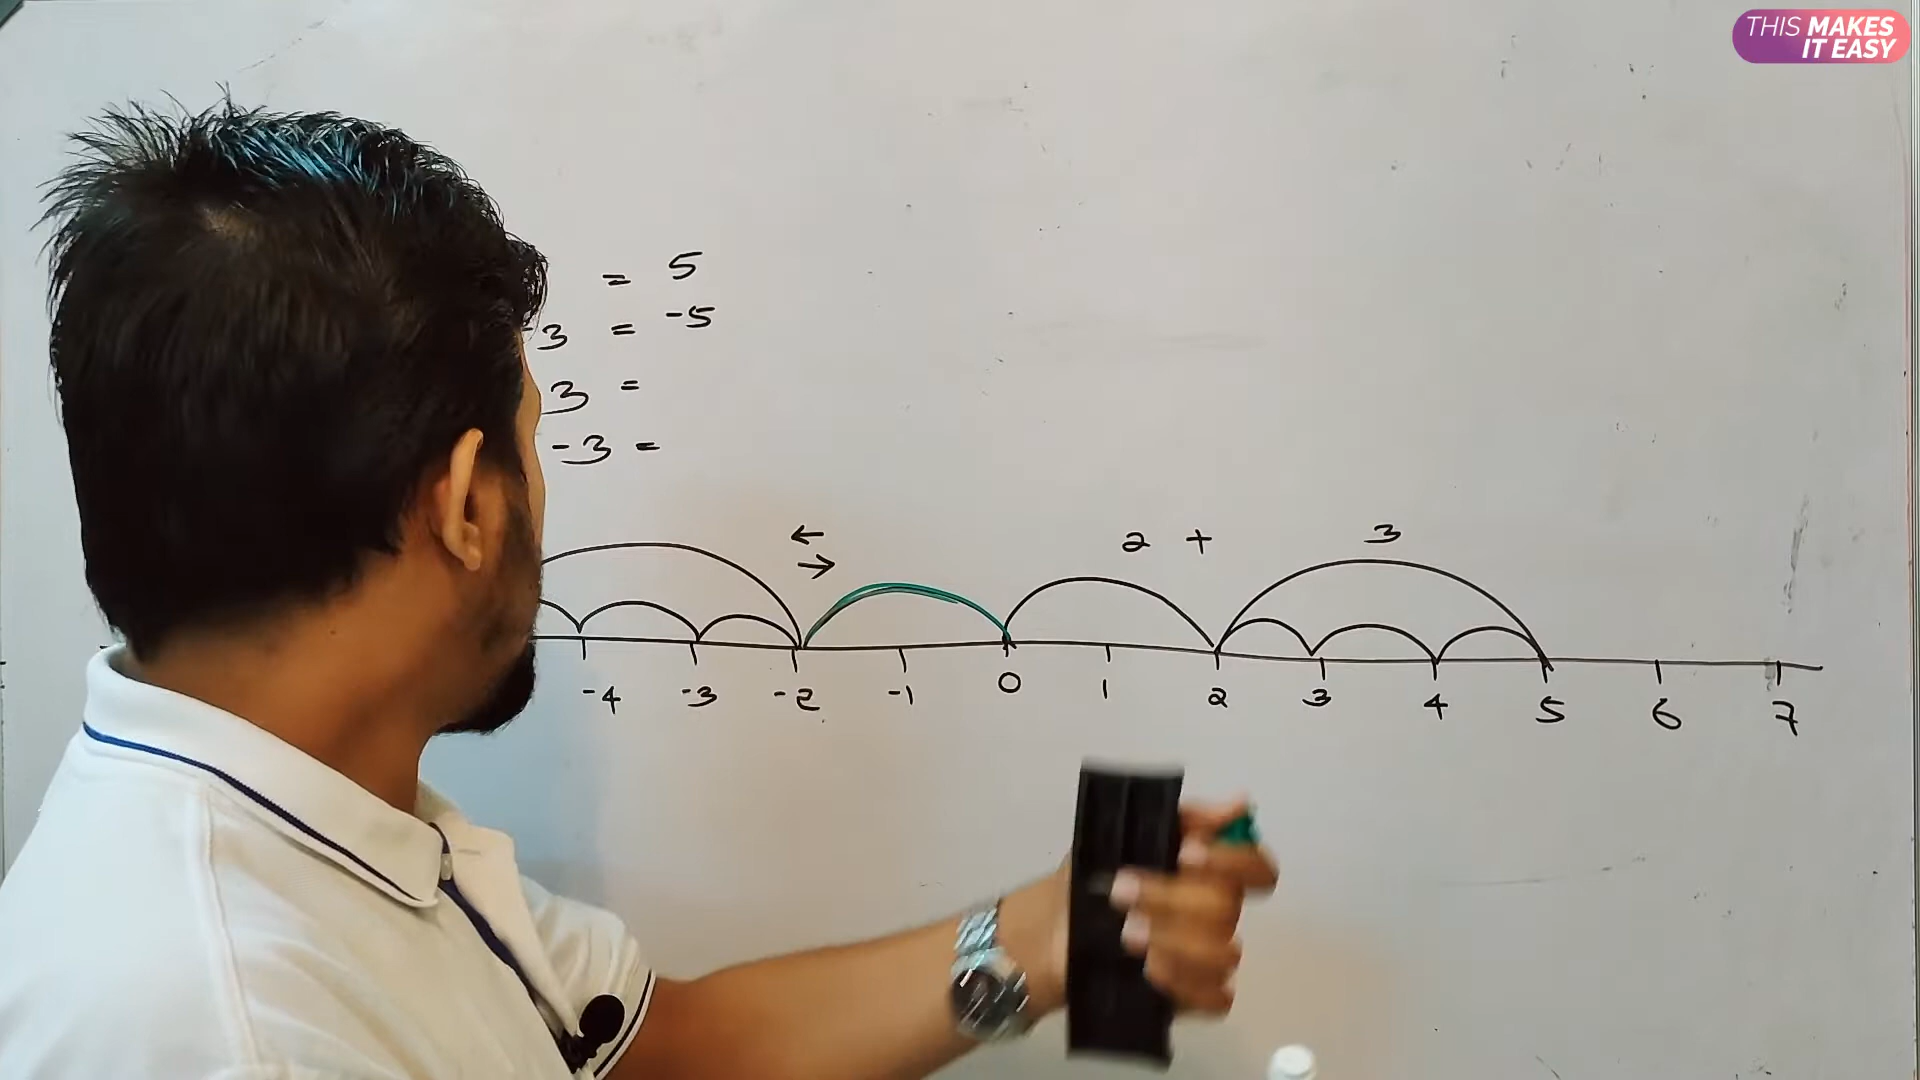 THIS MAKES
IT EASY
= 5
-3 = -5
3 =
-3 =
← 2 + 3
→
-4 -3 -2 -1 0 1 2 3 4 5 6 7